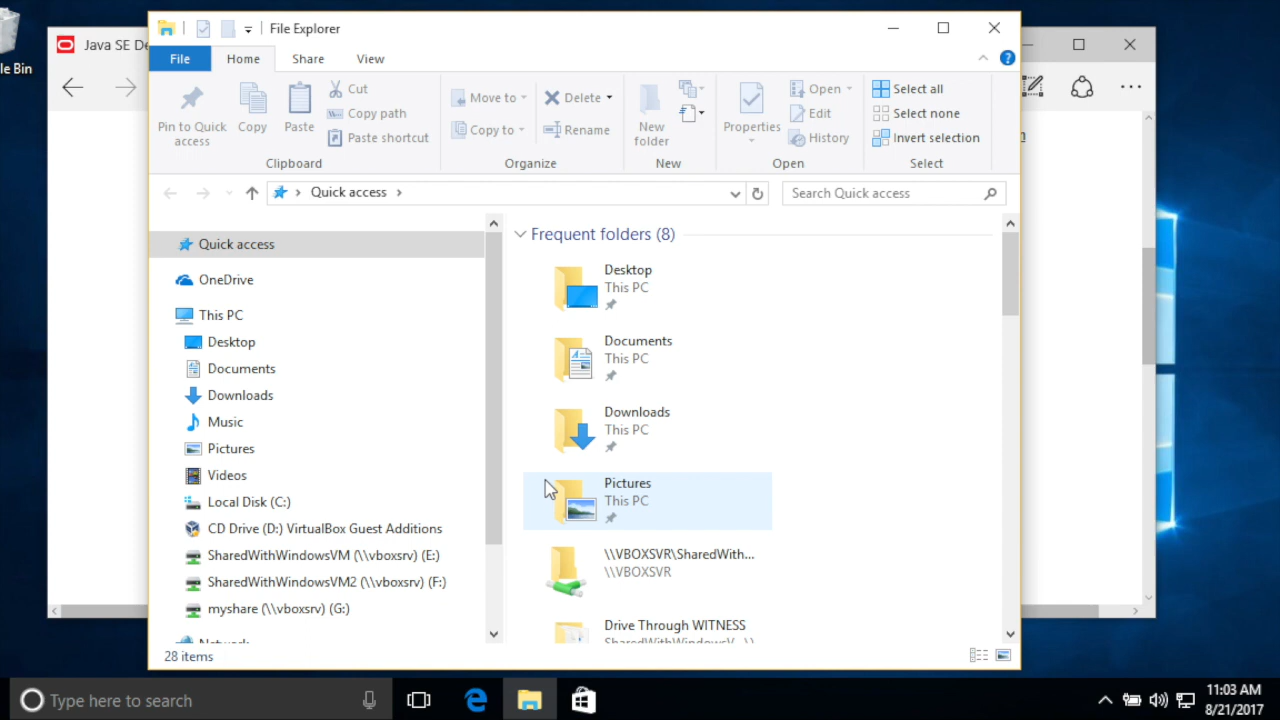 File Explorer
Java SE De
le Bin
File Home Share View
Pin to Quick access
Copy
Paste
Cut
Copy path
Paste shortcut
Clipboard
Move to
Copy to
Delete
Rename
Organize
New folder
New
Properties
Open
Edit
History
Open
Select all
Select none
Invert selection
Select
Quick access
Search Quick access
Quick access
OneDrive
This PC
Desktop
Documents
Downloads
Music
Pictures
Videos
Local Disk (C:)
CD Drive (D:) VirtualBox Guest Additions
SharedWithWindowsVM (\\vboxsrv) (E:)
SharedWithWindowsVM2 (\\vboxsrv) (F:)
myshare (\\vboxsrv) (G:)
Network
Frequent folders (8)
Desktop
This PC
Documents
This PC
Downloads
This PC
Pictures
This PC
\\VBOXSVR\SharedWith...
\\VBOXSVR
Drive Through WITNESS
28 items
Type here to search
11:03 AM
8/21/2017